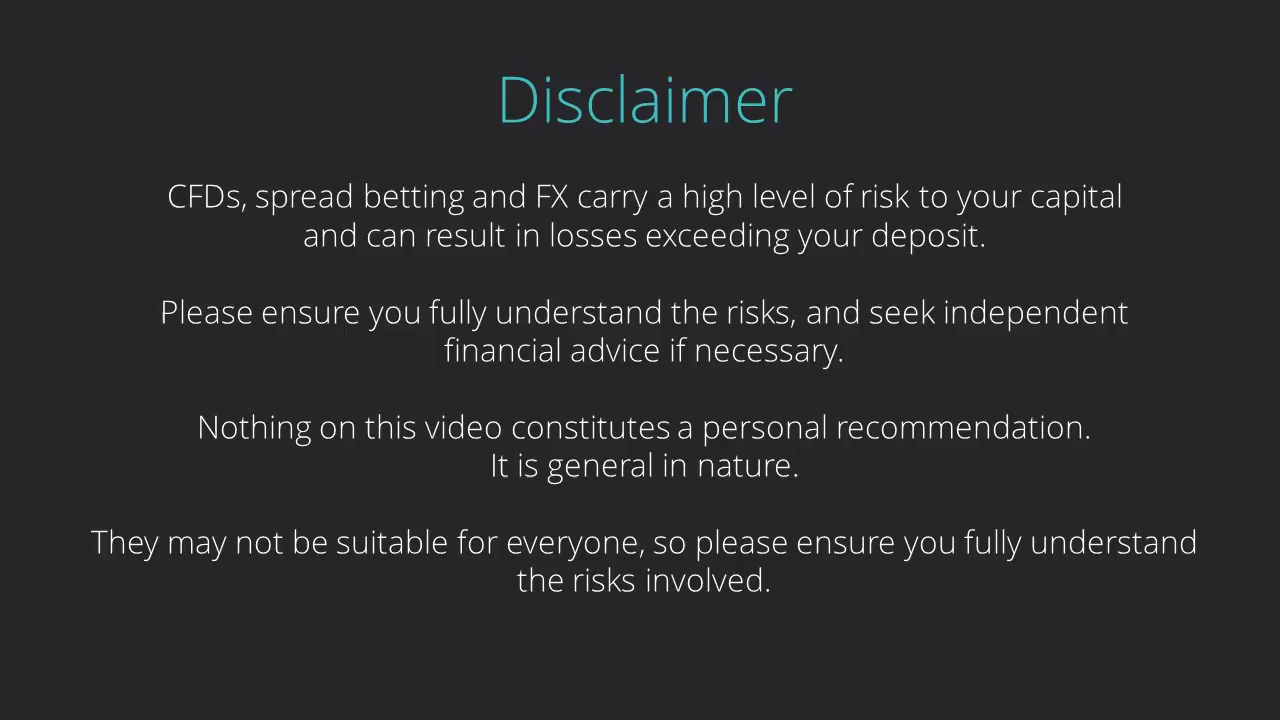 Disclaimer
CFDs, spread betting and FX carry a high level of risk to your capital
and can result in losses exceeding your deposit.
Please ensure you fully understand the risks, and seek independent
financial advice if necessary.
Nothing on this video constitutes a personal recommendation.
It is general in nature.
They may not be suitable for everyone, so please ensure you fully understand
the risks involved.